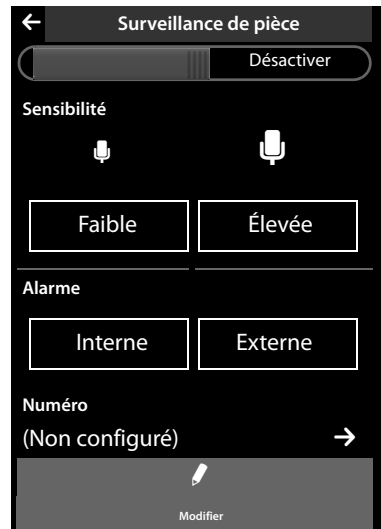 Surveillance de pièce
Désactiver
Sensibilité
Faible Élevée
Alarme
Interne Externe
Numéro
(Non configuré)
Modifier